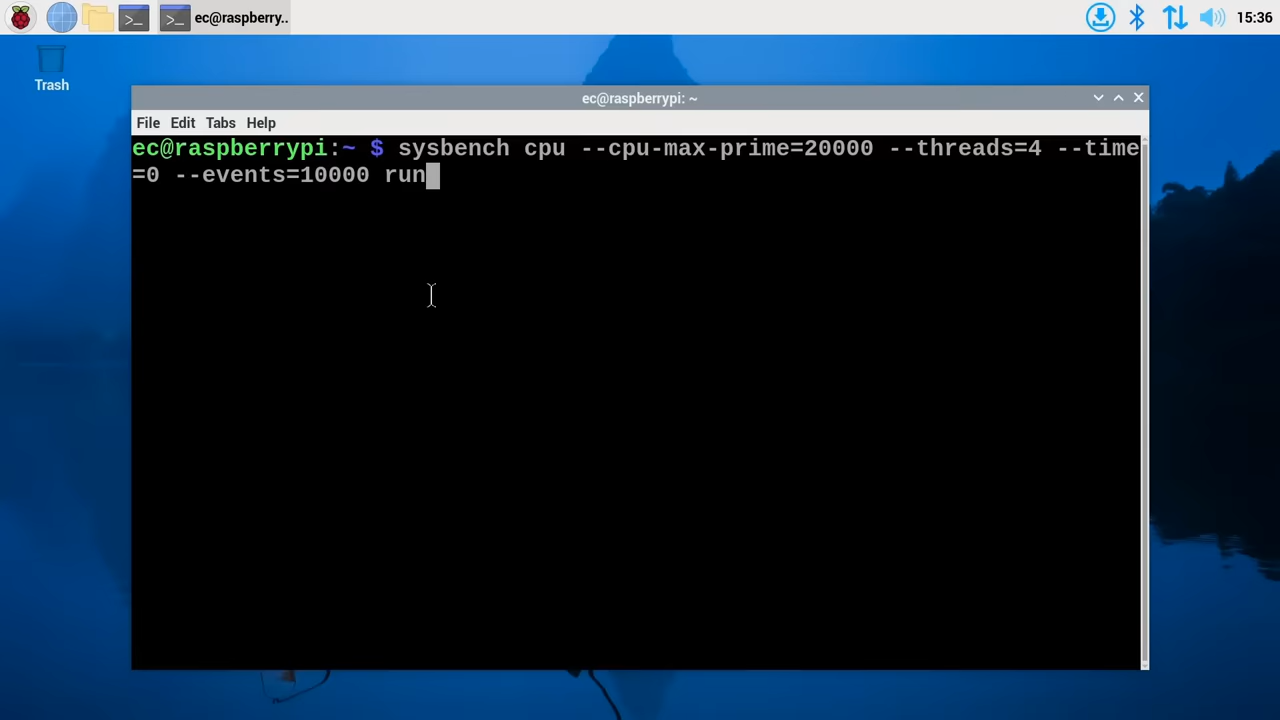 ec@raspberry..
15:36
Trash
ec@raspberrypi: ~
File Edit Tabs Help
ec@raspberrypi:~ $ sysbench cpu --cpu-max-prime=20000 --threads=4 --time
=0 --events=10000 run